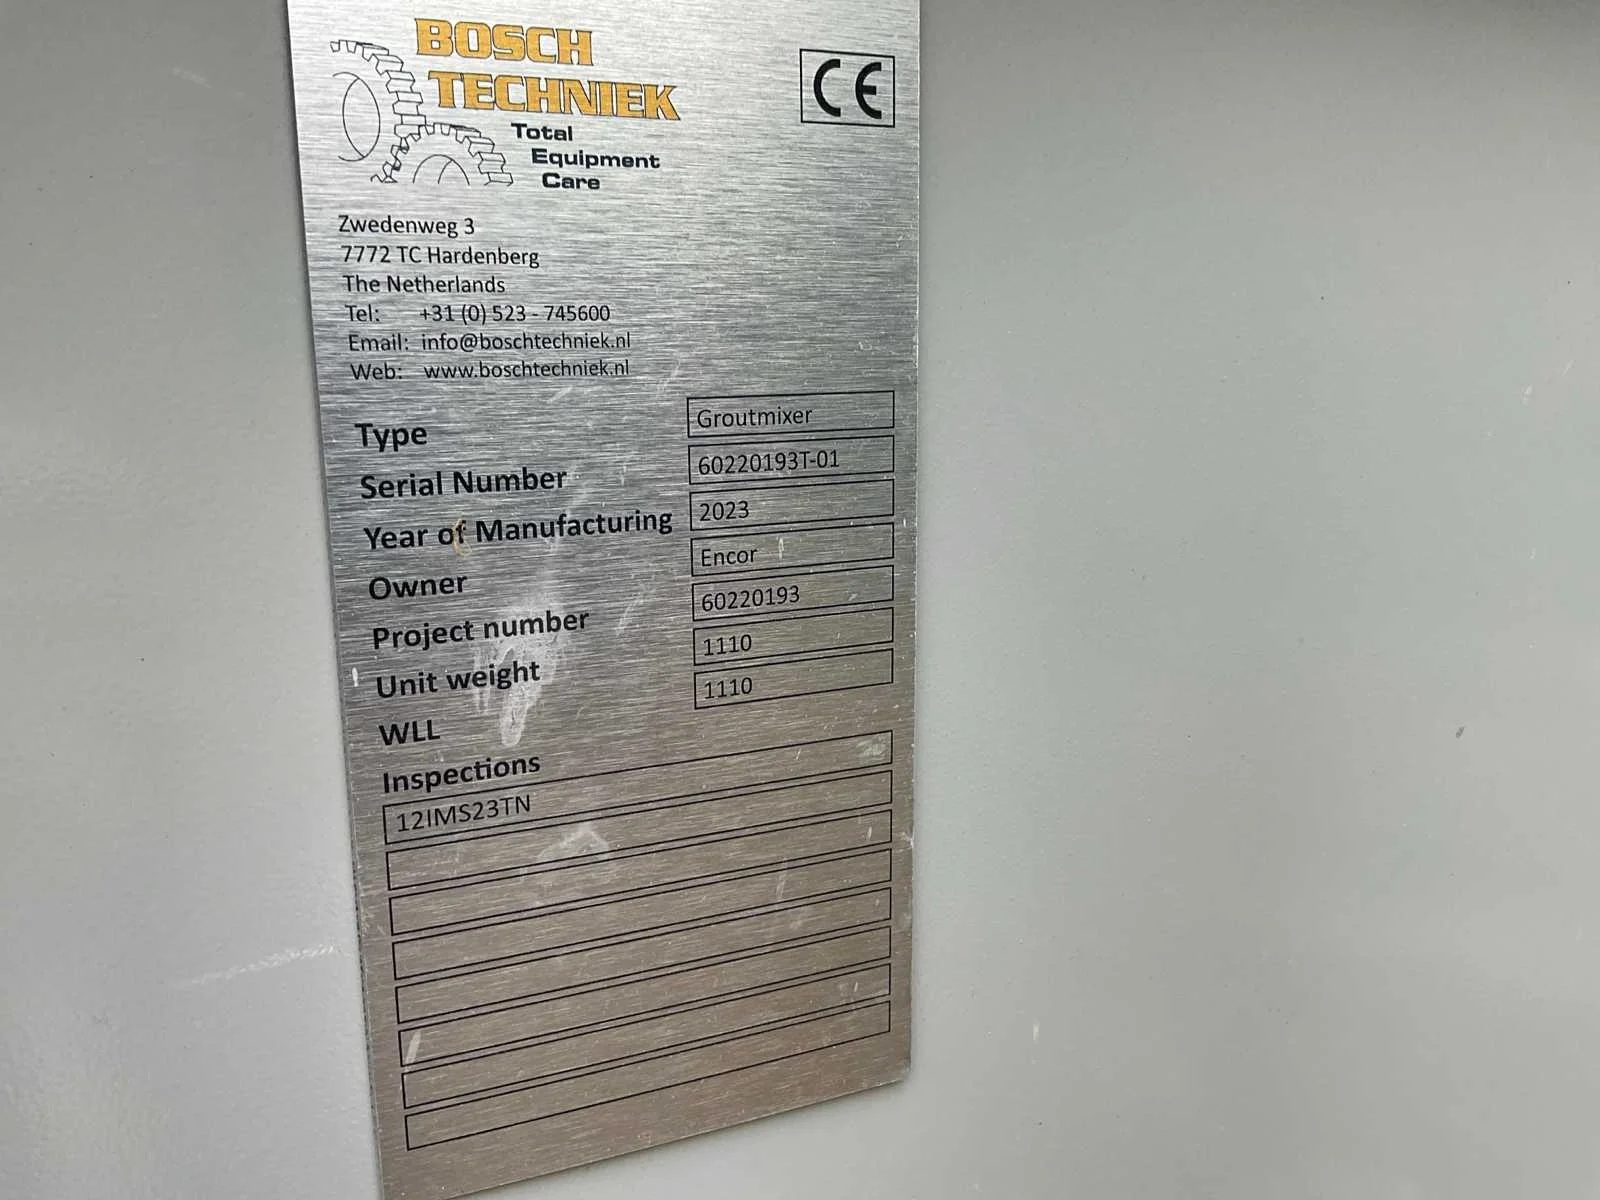 BOSCH
TECHNIEK
Total
Equipment
Care
CE
Zwedenweg 3
7772 TC Hardenberg
The Netherlands
Tel: +31 (0) 523 - 745600
Email: info@boschtechniek.nl
Web: www.boschtechniek.nl
Type Groutmixer
Serial Number 60220193T-01
Year of Manufacturing 2023
Owner Encor
Project number 60220193
Unit weight 1110
WLL 1110
Inspections
12IMS23TN